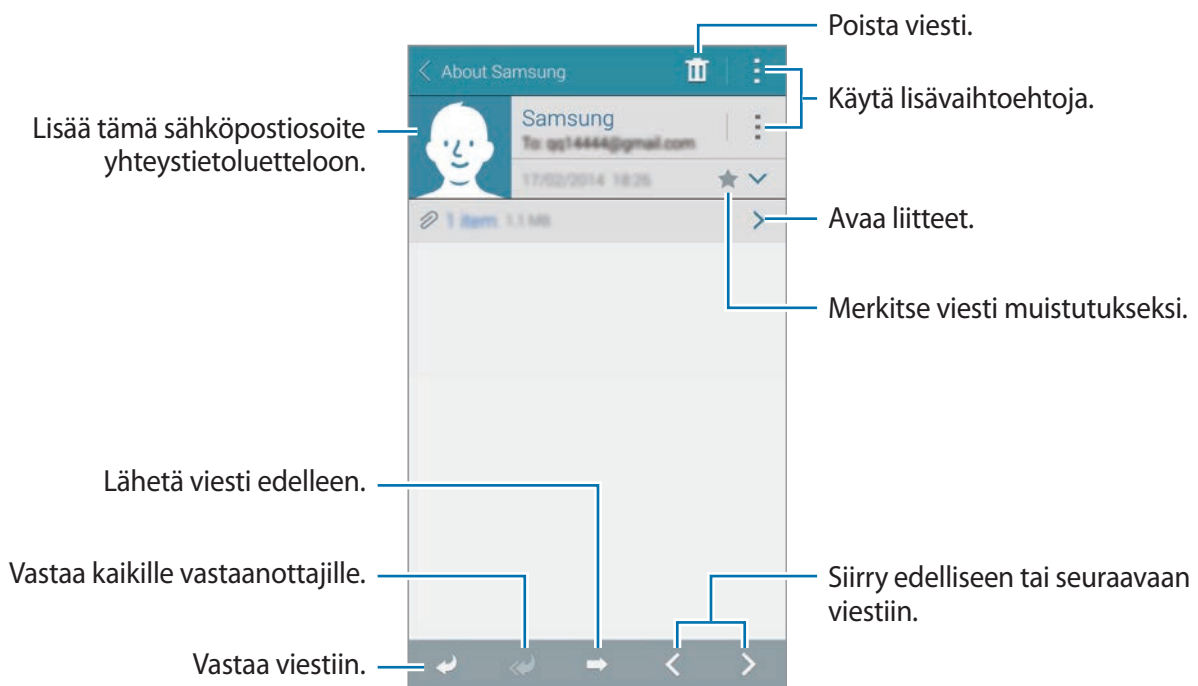 Poista viesti.
About Samsung
Käytä lisävaihtoehtoja.
Lisää tämä sähköpostiosoite
yhteystietoluetteloon.
Samsung
To: qq14444@gmail.com
17/02/2014 18:26
1 item 1.1 MB
Avaa liitteet.
Merkitse viesti muistutukseksi.
Lähetä viesti edelleen.
Vastaa kaikille vastaanottajille.
Siirry edelliseen tai seuraavaan
viestiin.
Vastaa viestiin.